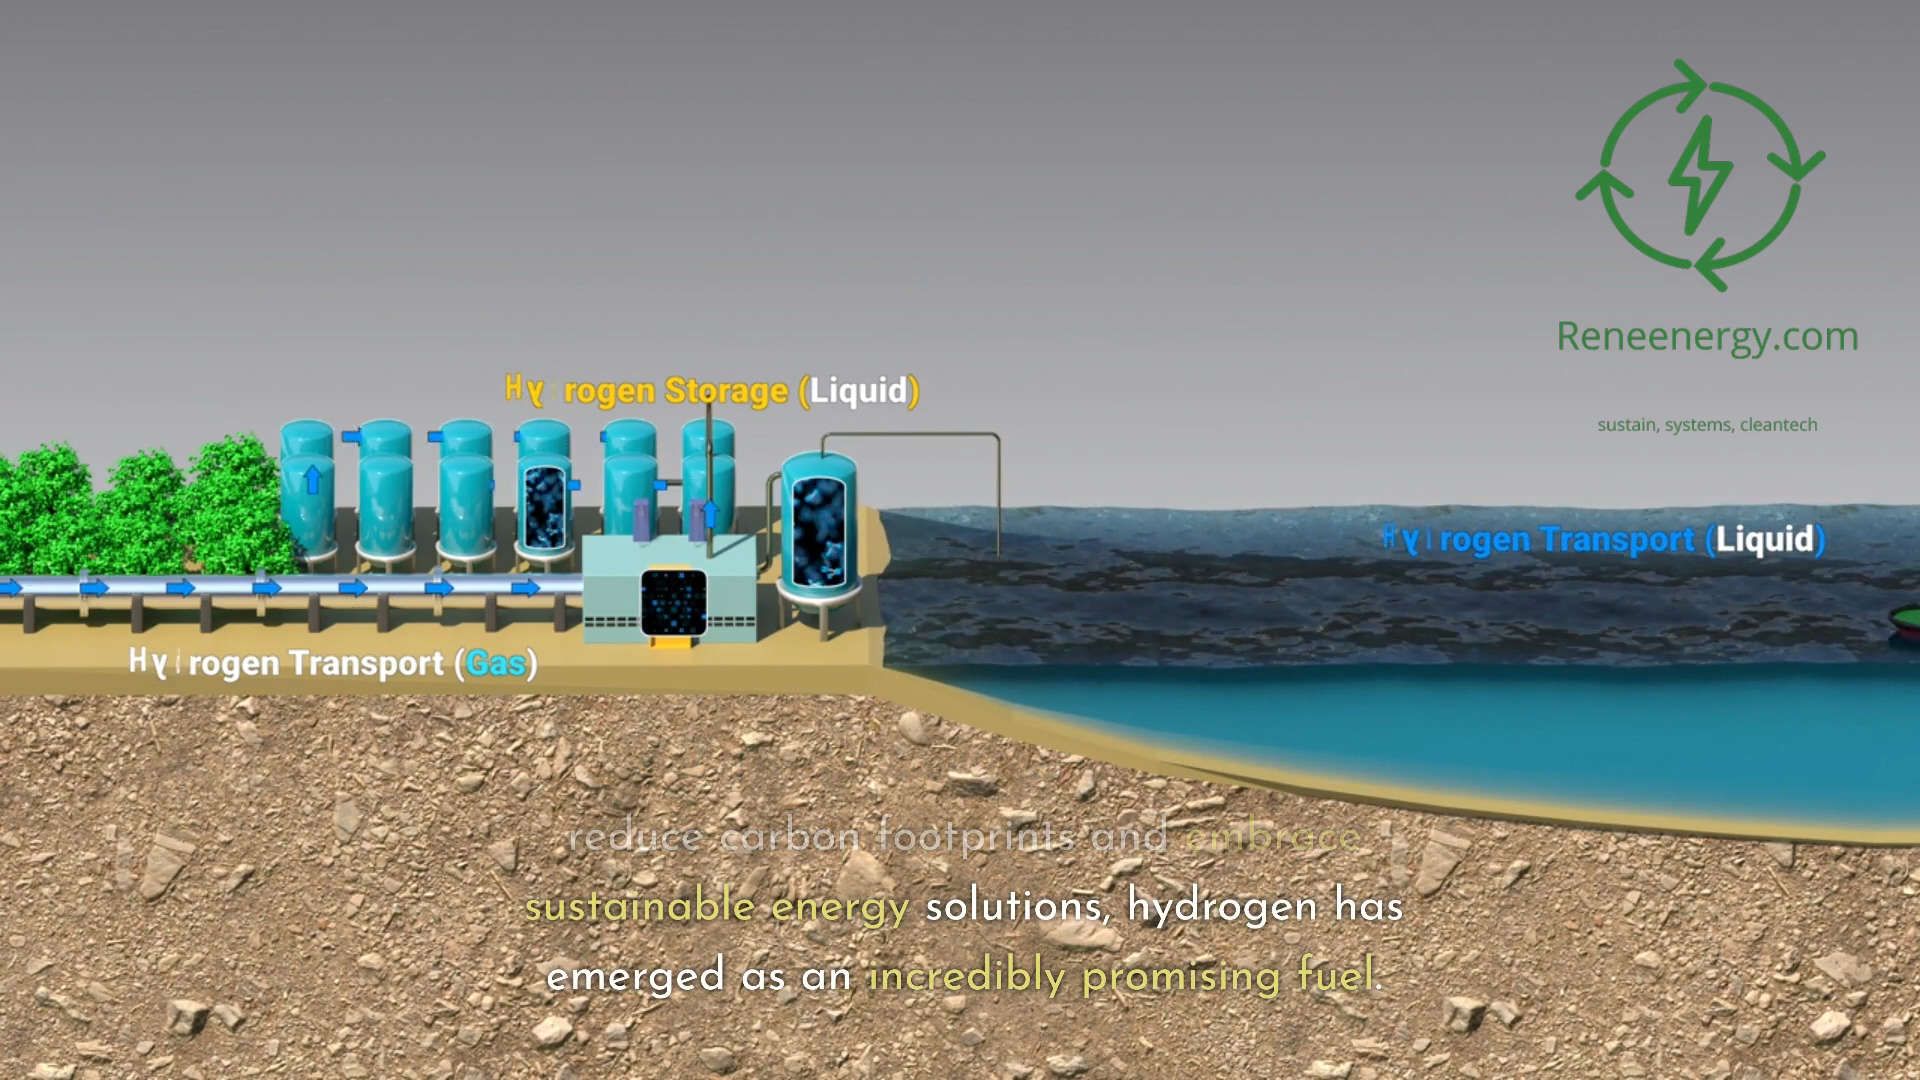 Reneenergy.com
Hy rogen Storage (Liquid)
sustain, systems, cleantech
Hy rogen Transport (Liquid)
Hy rogen Transport (Gas)
reduce carbon footprints and embrace
sustainable energy solutions, hydrogen has
emerged as an incredibly promising fuel.